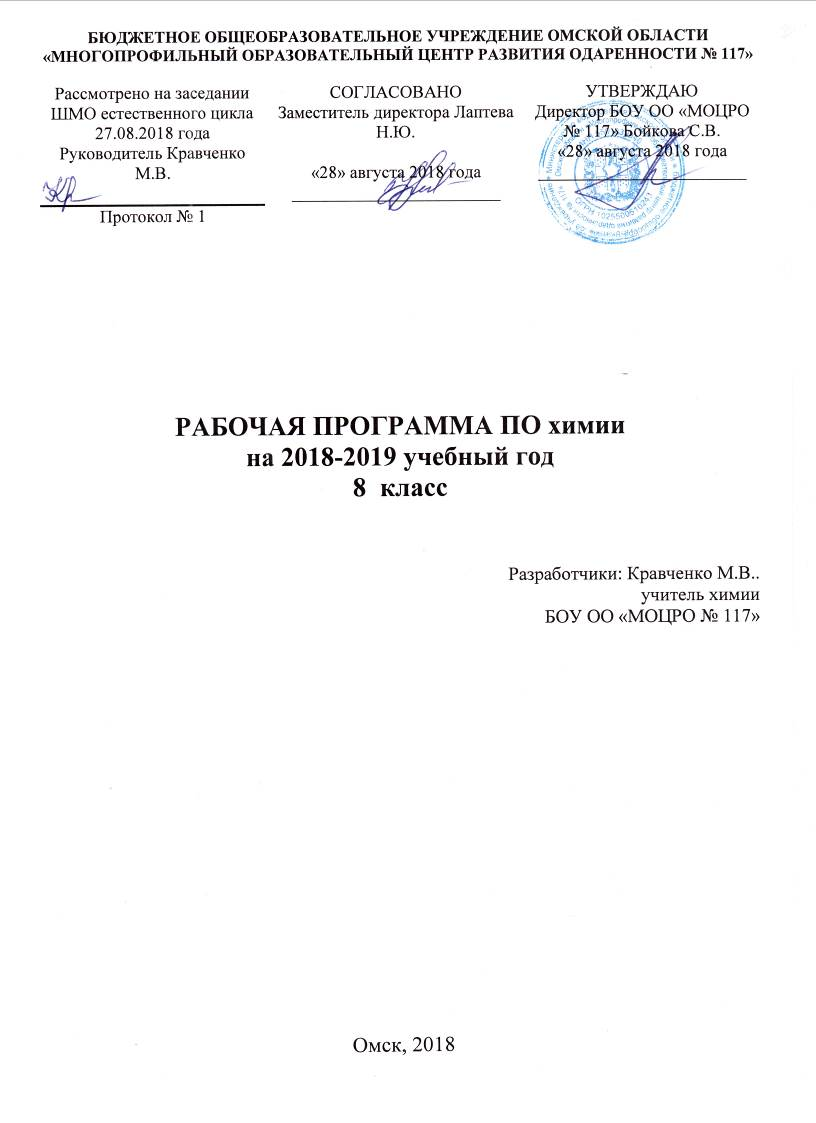 БЮДЖЕТНОЕ ОБЩЕОБРАЗОВАТЕЛЬНОЕ УЧРЕЖДЕНИЕ ОМСКОЙ ОБЛАСТИ
«МНОГОПРОФИЛЬНЫЙ ОБРАЗОВАТЕЛЬНЫЙ ЦЕНТР РАЗВИТИЯ ОДАРЕННОСТИ № 117»
Рассмотрено на заседании
ШМО естественного цикла
27.08.2018 года
Руководитель Кравченко
М.В.
Протокол № 1
СОГЛАСОВАНО
Заместитель директора Лаптева
Н.Ю.
«28» августа 2018 года
УТВЕРЖДАЮ
Директор БОУ ОО «МОЦРО
№ 117» Бойкова С.В.
«28» августа 2018 года
РАБОЧАЯ ПРОГРАММА ПО химии
на 2018-2019 учебный год
8 класс
Разработчики: Кравченко М.В..
учитель химии
БОУ ОО «МОЦРО № 117»
Омск, 2018